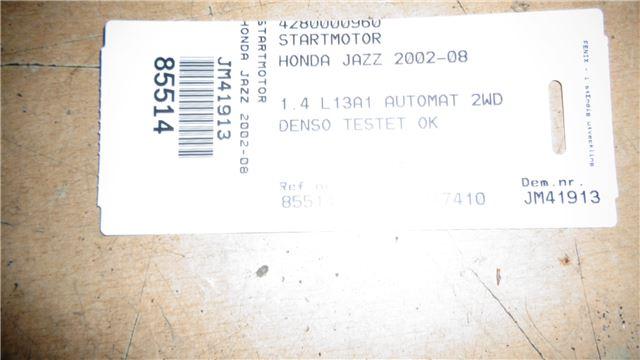 4280000960
STARTMOTOR
HONDA JAZZ 2002-08
1.4 L13A1 AUTOMAT 2WD
DENSO TESTET OK
Dem.nr.
JM41913
STARTMOTOR
HONDA JAZZ 2002-08
JM41913
85514